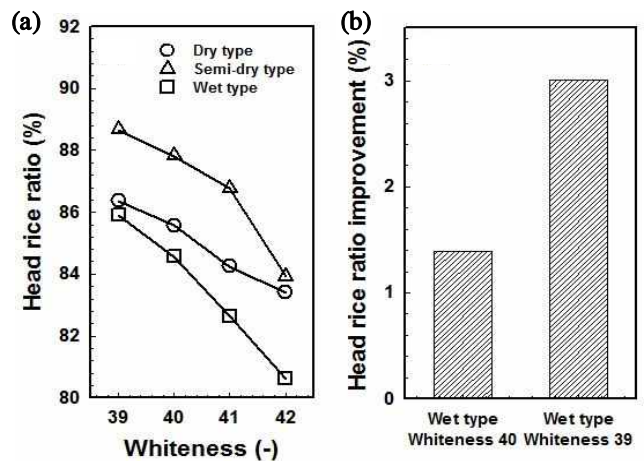 (a)
92
90
88
86
84
82
80
Head rice ratio (%)
Dry type
Semi-dry type
Wet type
39 40 41 42
Whiteness (-)
(b)
3
2
1
0
Head rice ratio improvement (%)
Wet type Wet type
Whiteness 40 Whiteness 39